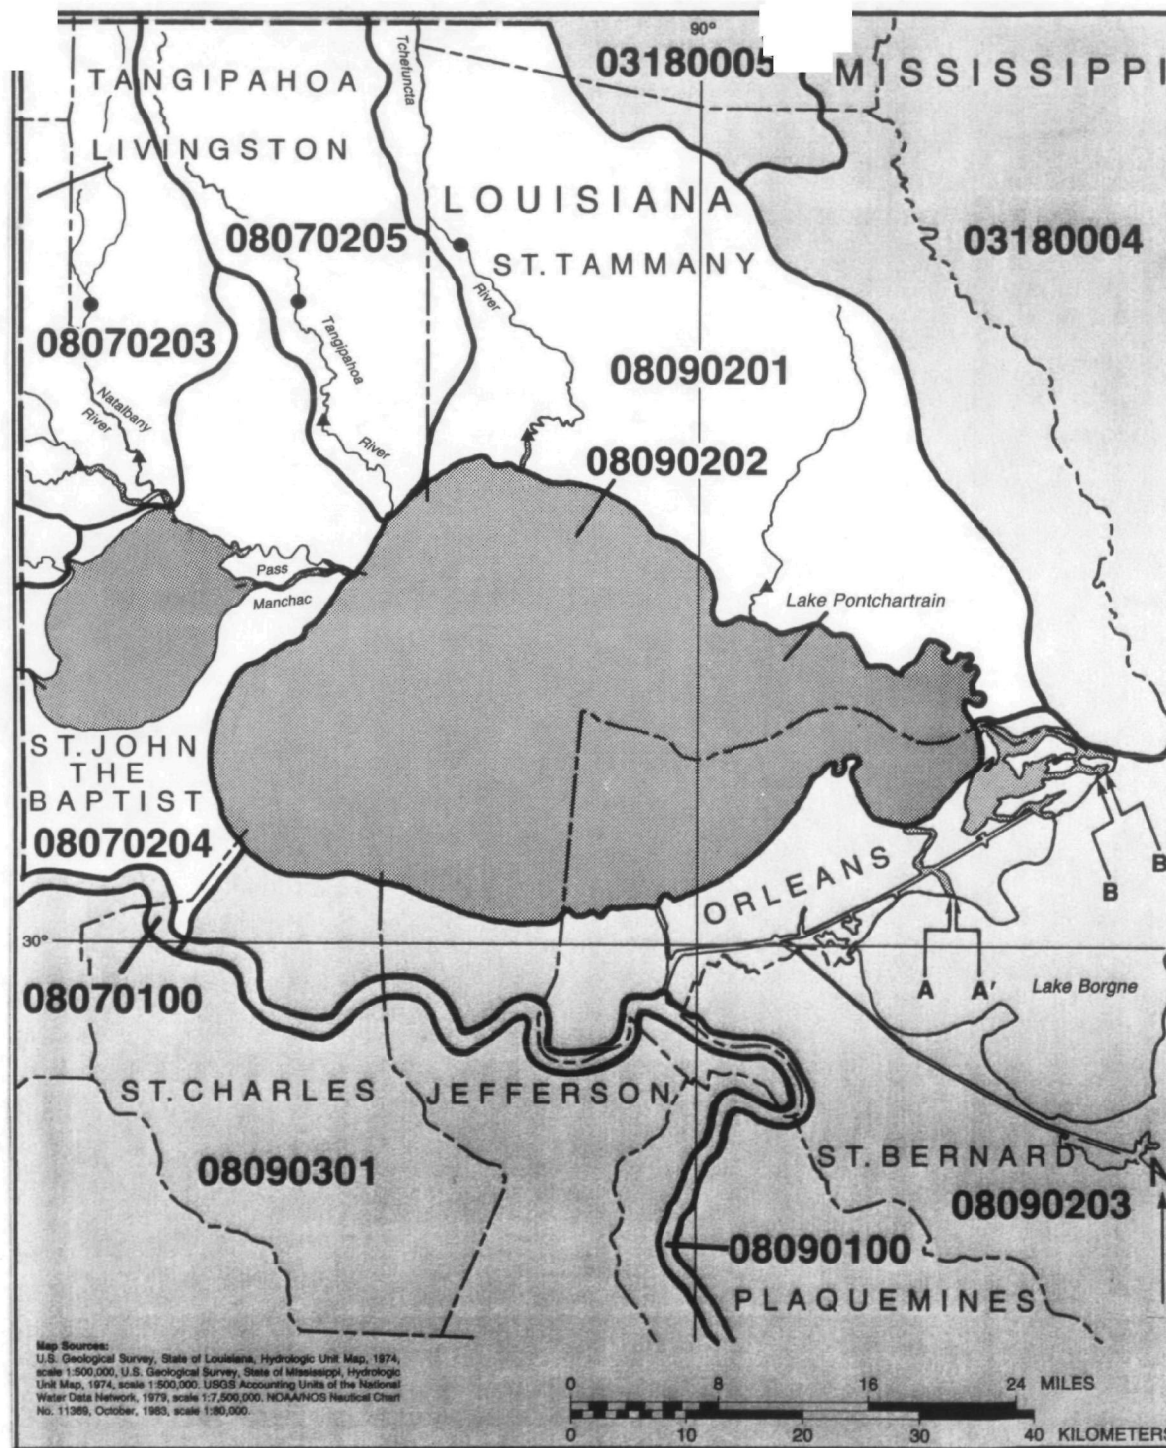 90°
03180005
MISSISSIPPI
TANGIPAHOA
Tchefuncta
LIVINGSTON
LOUISIANA
08070205
03180004
ST. TAMMANY
River
08070203
Tangipahoa
08090201
Natalbany
River
River
08090202
Pass
Manchac
Lake Pontchartrain
ST. JOHN
THE
BAPTIST
08070204
ORLEANS
B
B
30°
08070100
A
A'
Lake Borgne
ST. CHARLES
JEFFERSON
ST. BERNARD
08090301
N
08090203
08090100
PLAQUEMINES
Map Sources:
U.S. Geological Survey, State of Louisiana, Hydrologic Unit Map, 1974,
scale 1:500,000, U.S. Geological Survey, State of Mississippi, Hydrologic
Unit Map, 1974, scale 1:500,000. USGS Accounting Units of the National
Water Data Network, 1979, scale 1:7,500,000. NOAA/NOS Nautical Chart
No. 11369, October, 1983, scale 1:80,000.
0 8 16 24 MILES
0 10 20 30 40 KILOMETERS